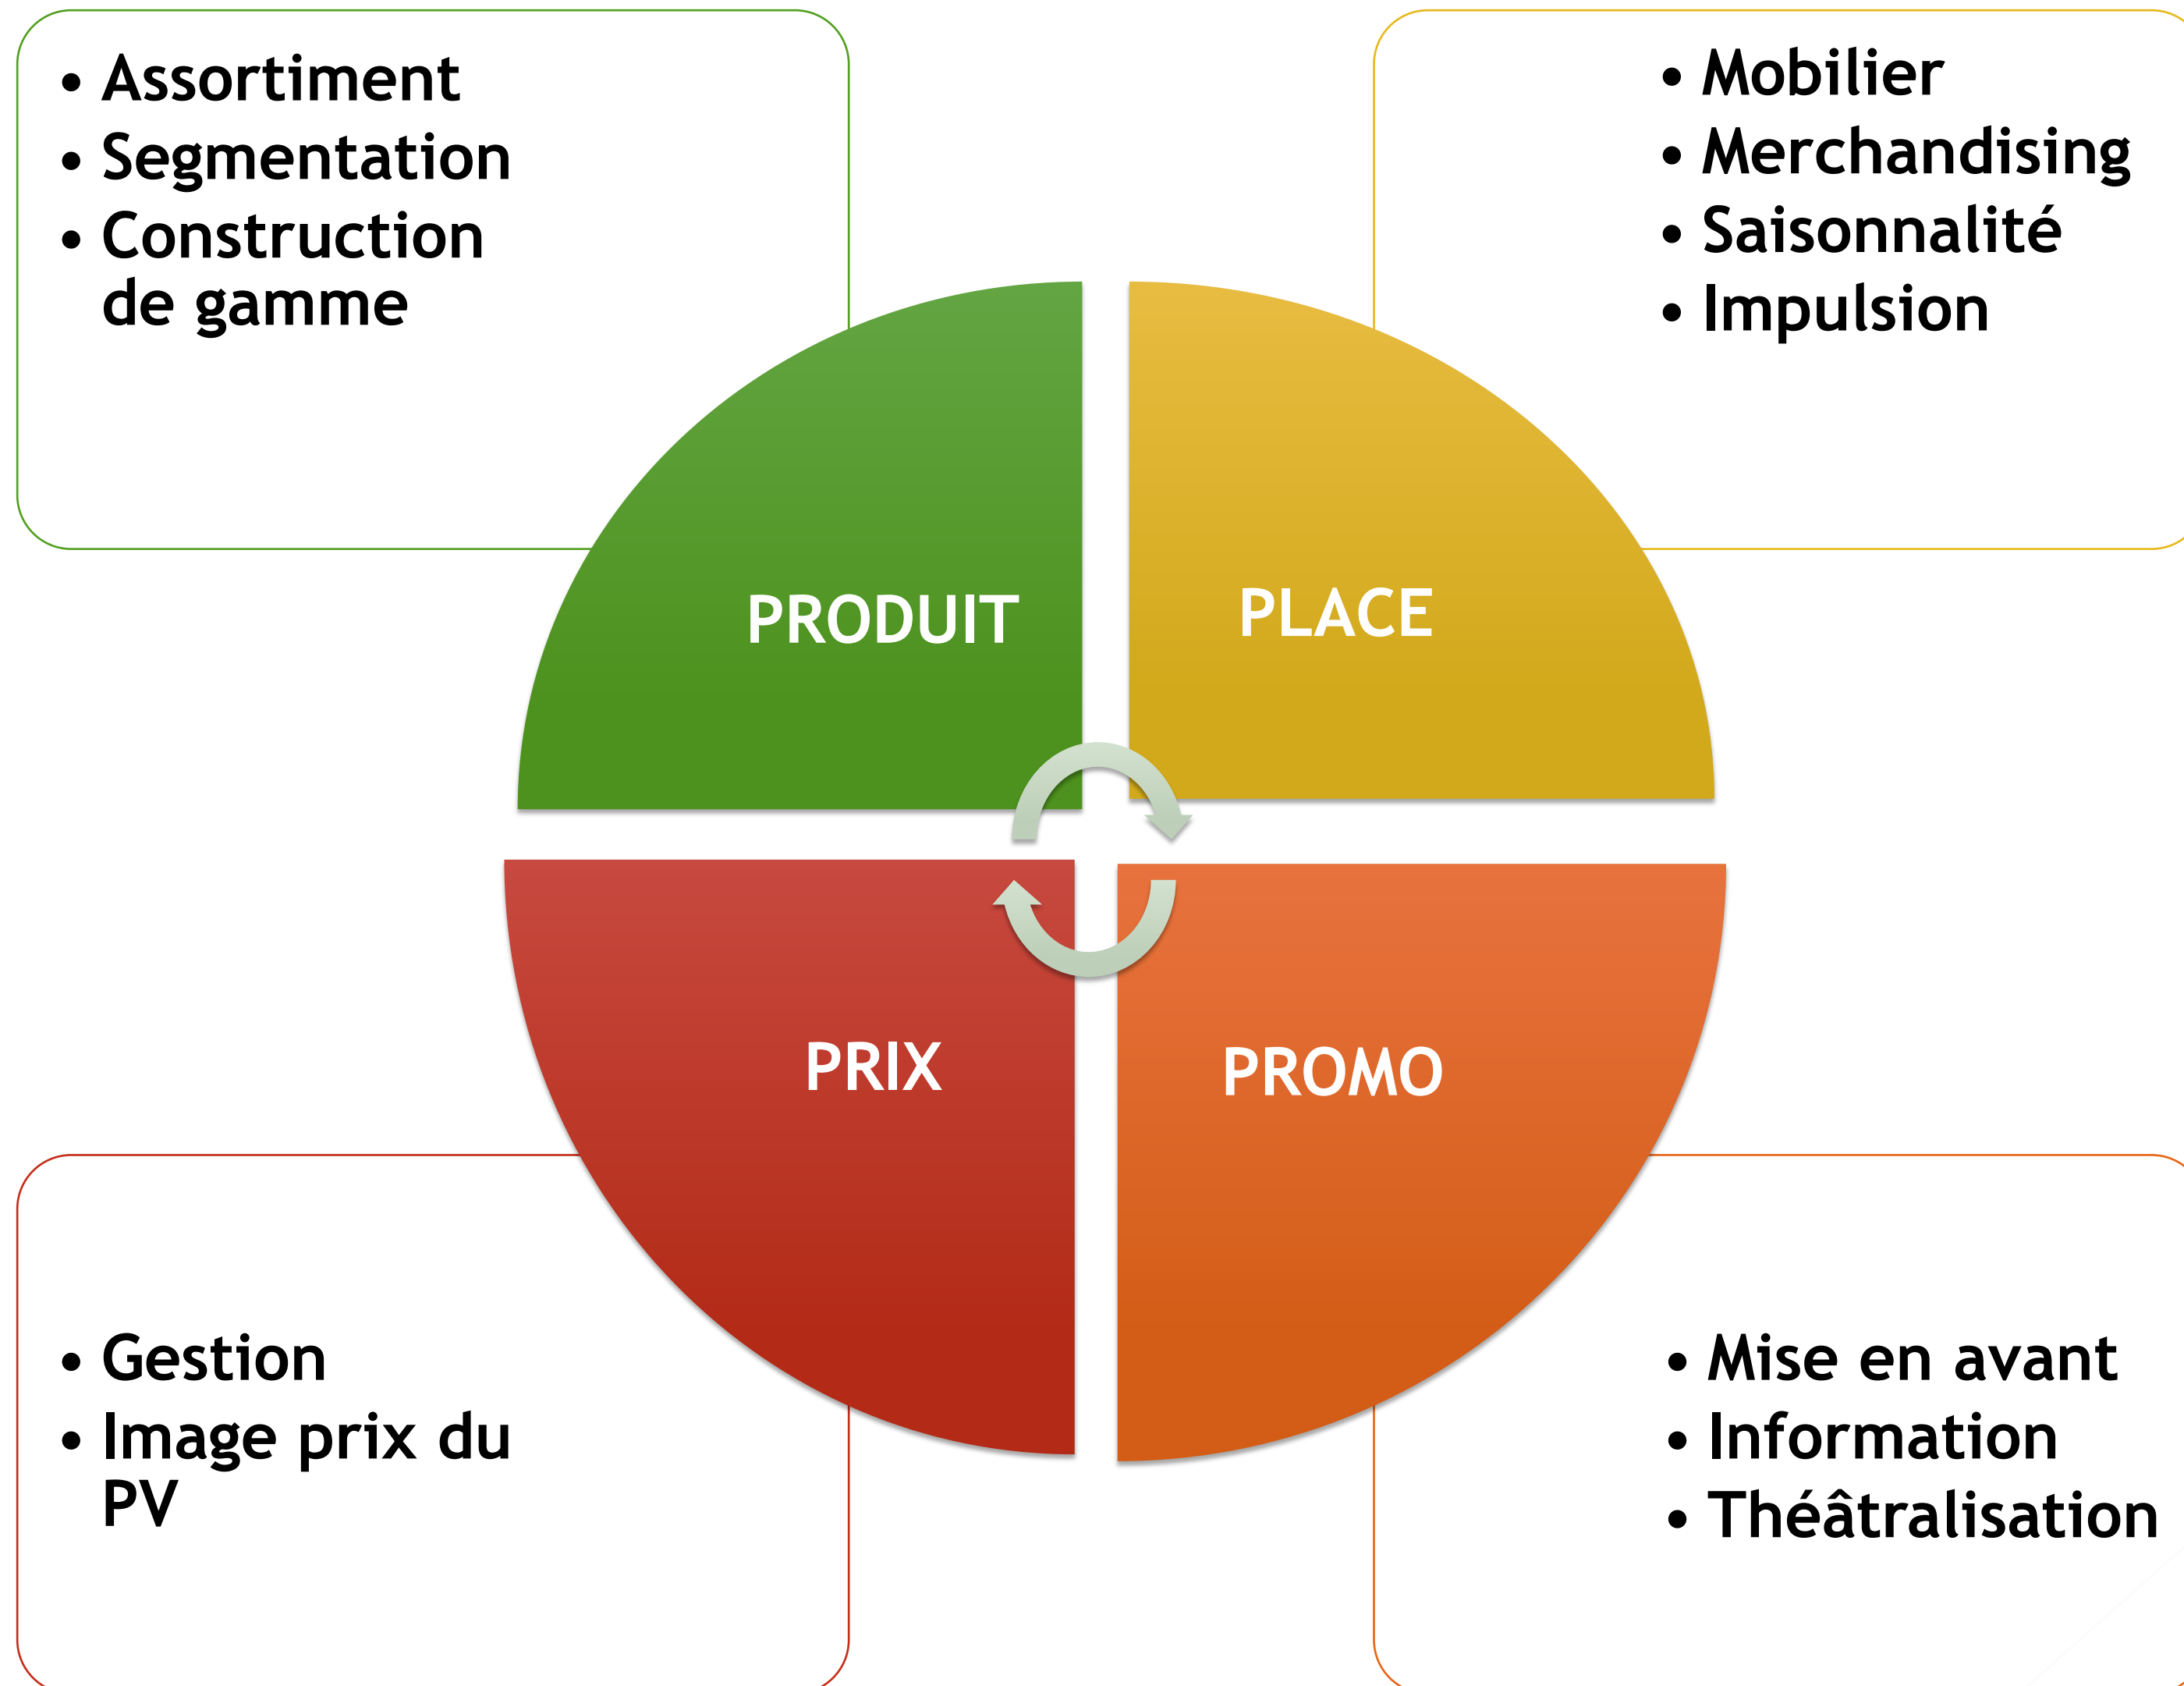 • Assortiment
• Segmentation
• Construction
de gamme
• Mobilier
• Merchandising
• Saisonnalité
• Impulsion
PRODUIT
PLACE
PRIX
PROMO
• Gestion
• Image prix du
PV
• Mise en avant
• Information
• Théâtralisation